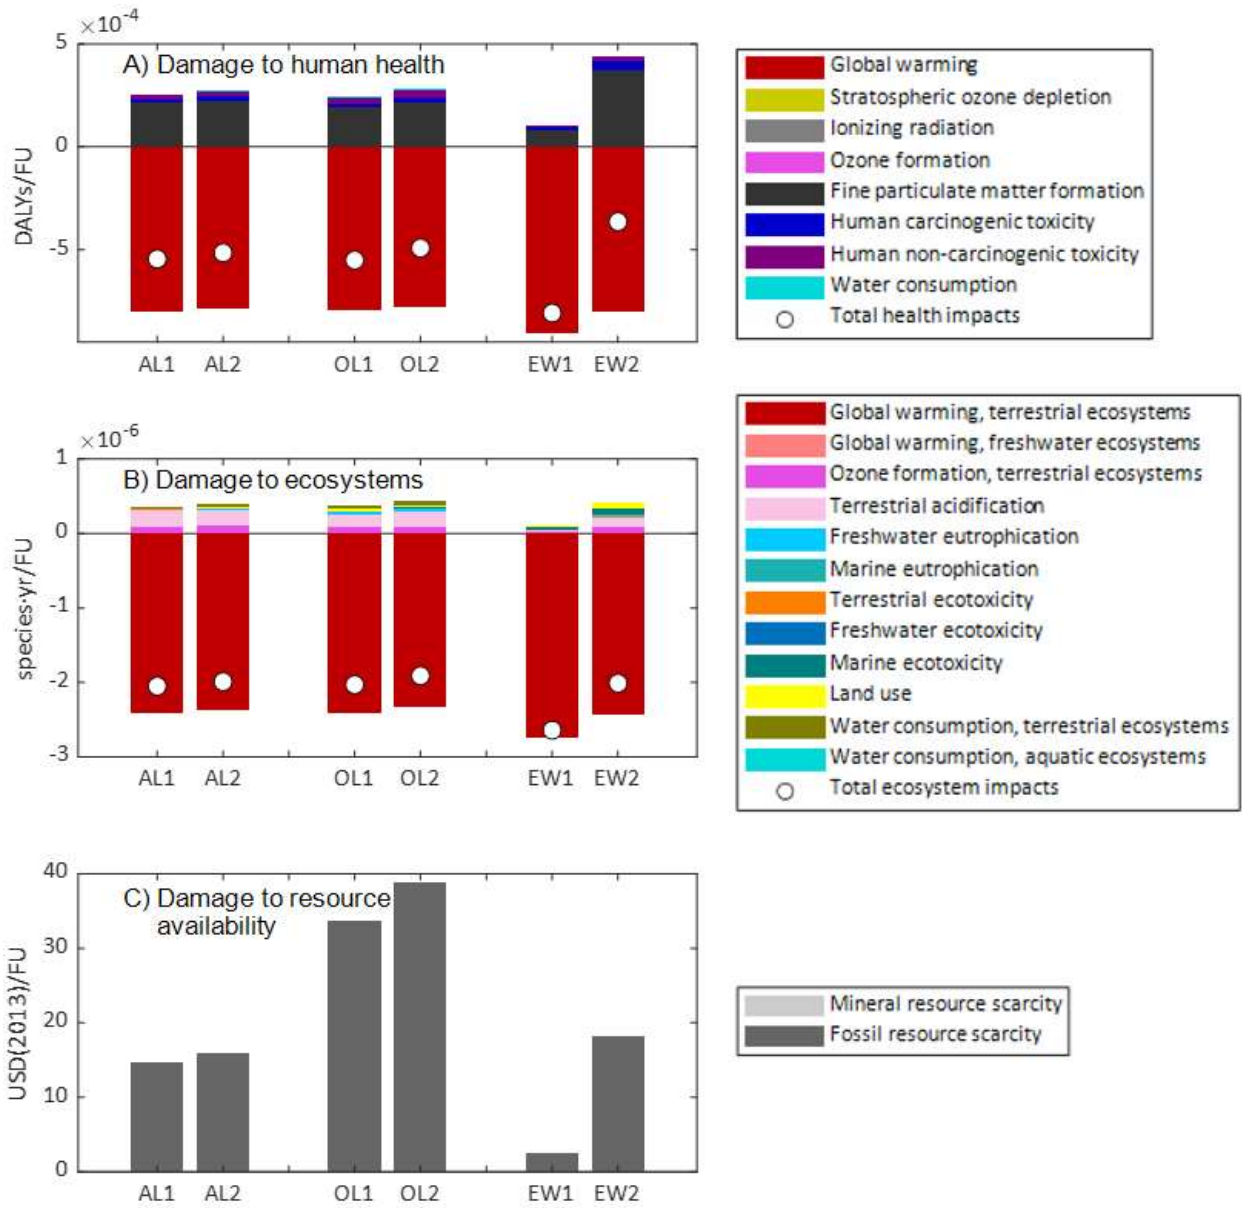 ×10⁻⁴
5
A) Damage to human health
0
-5
DALYs/FU
AL1 AL2 OL1 OL2 EW1 EW2
Global warming
Stratospheric ozone depletion
Ionizing radiation
Ozone formation
Fine particulate matter formation
Human carcinogenic toxicity
Human non-carcinogenic toxicity
Water consumption
Total health impacts
×10⁻⁶
1
B) Damage to ecosystems
0
-1
-2
-3
species·yr/FU
AL1 AL2 OL1 OL2 EW1 EW2
Global warming, terrestrial ecosystems
Global warming, freshwater ecosystems
Ozone formation, terrestrial ecosystems
Terrestrial acidification
Freshwater eutrophication
Marine eutrophication
Terrestrial ecotoxicity
Freshwater ecotoxicity
Marine ecotoxicity
Land use
Water consumption, terrestrial ecosystems
Water consumption, aquatic ecosystems
Total ecosystem impacts
40
C) Damage to resource
availability
30
20
10
0
USD(2013)/FU
AL1 AL2 OL1 OL2 EW1 EW2
Mineral resource scarcity
Fossil resource scarcity